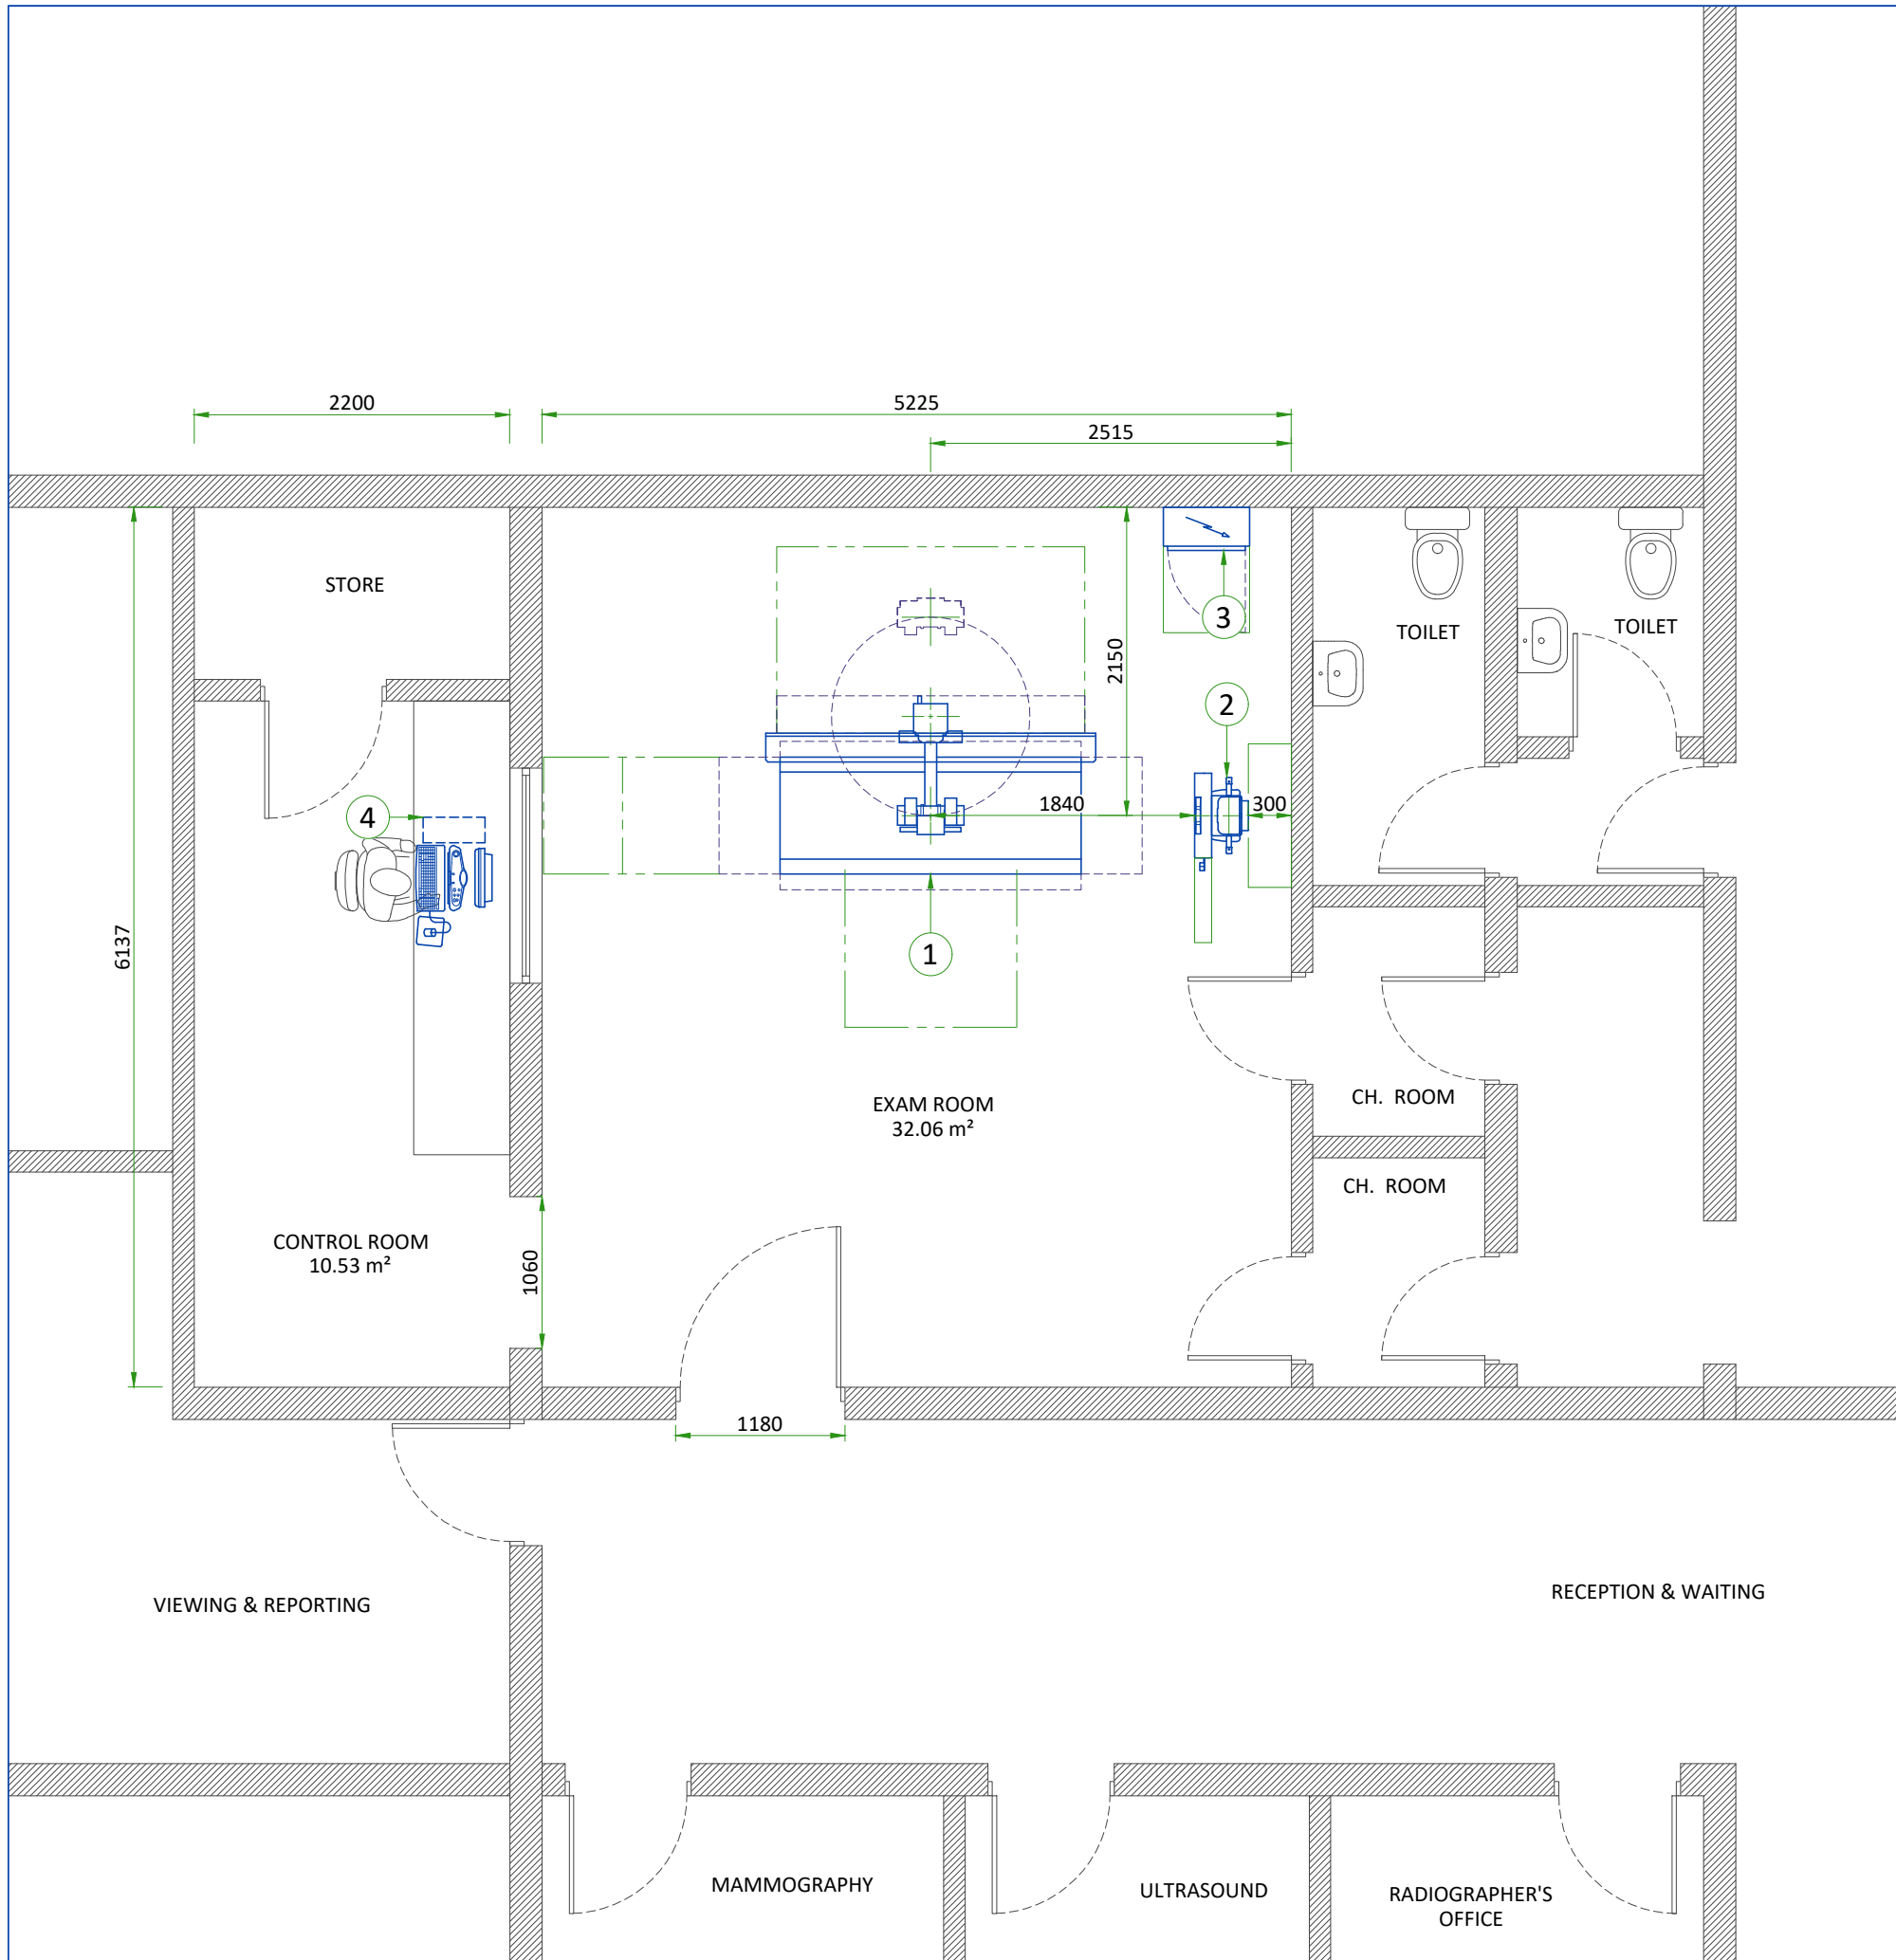 2200
5225
2515
STORE
3
TOILET
TOILET
2150
2
1840
300
4
6137
1
EXAM ROOM
32.06 m²
CH. ROOM
CH. ROOM
CONTROL ROOM
10.53 m²
1060
1180
VIEWING & REPORTING
RECEPTION & WAITING
MAMMOGRAPHY
ULTRASOUND
RADIOGRAPHER'S
OFFICE